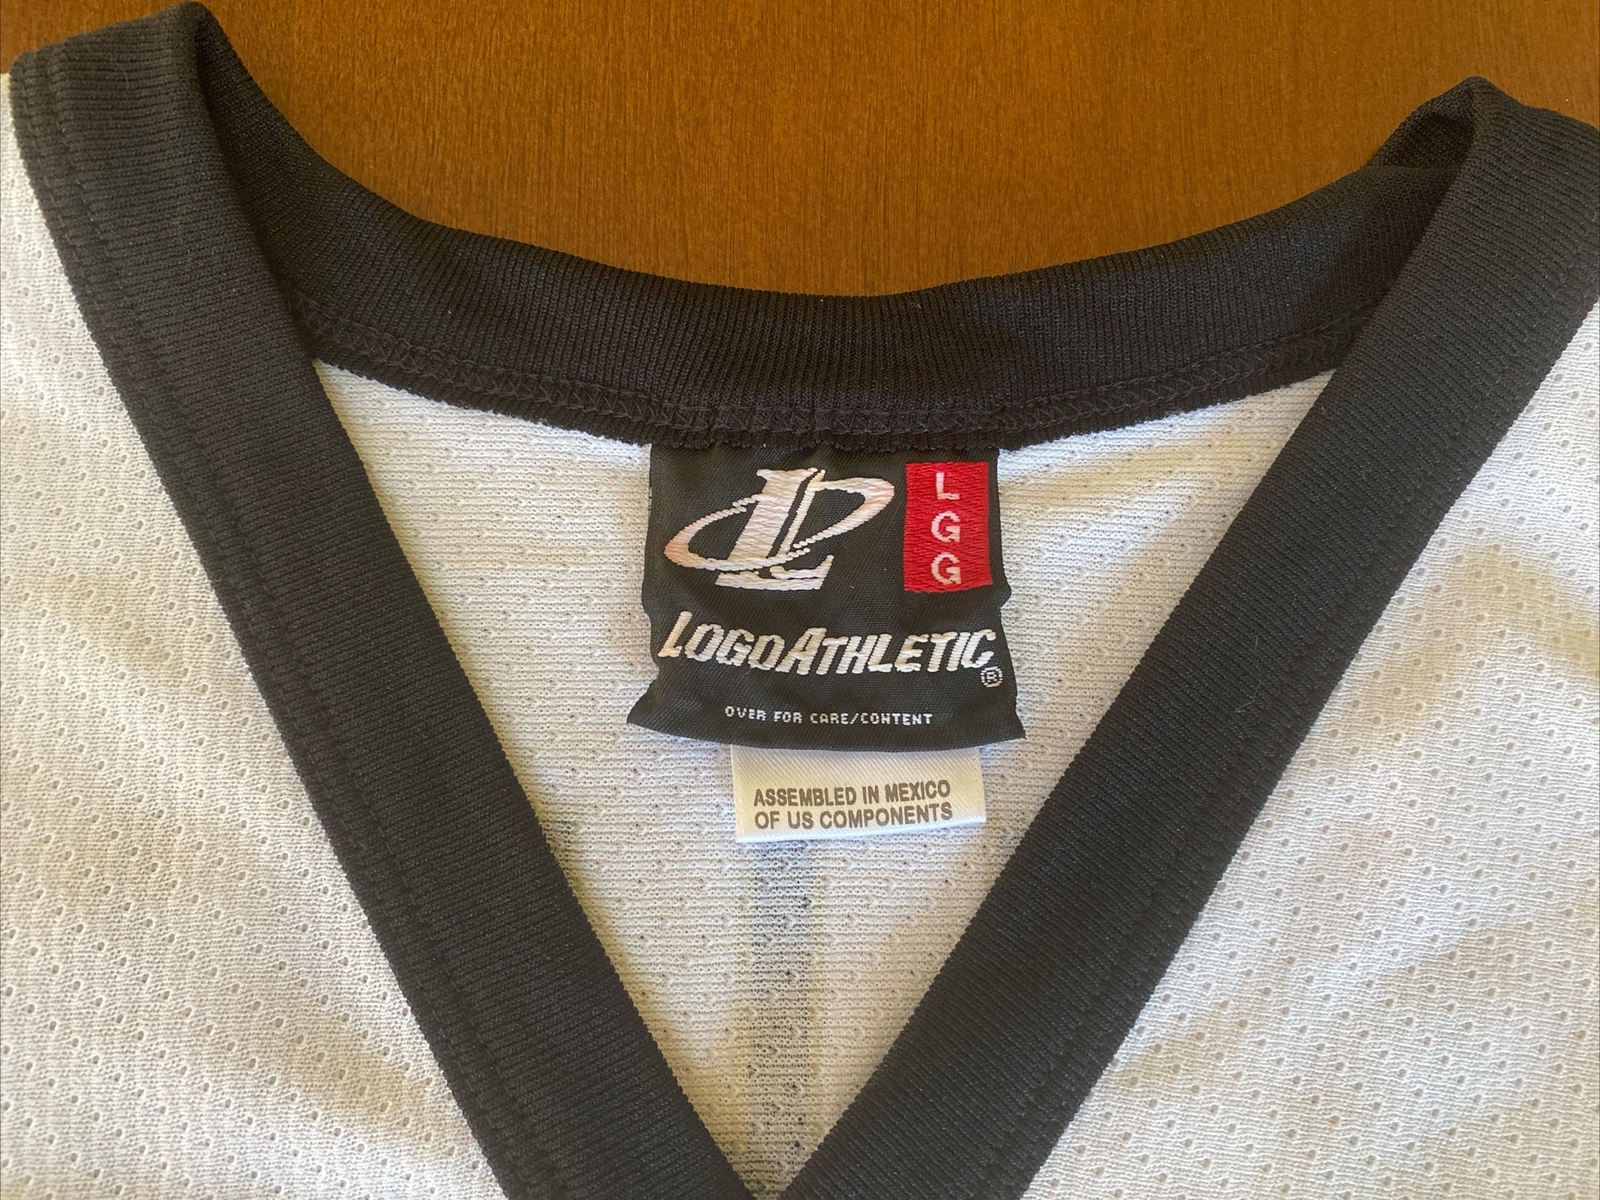 L
L
G
G
LOGOATHLETIC®
OVER FOR CARE/CONTENT
ASSEMBLED IN MEXICO
OF US COMPONENTS